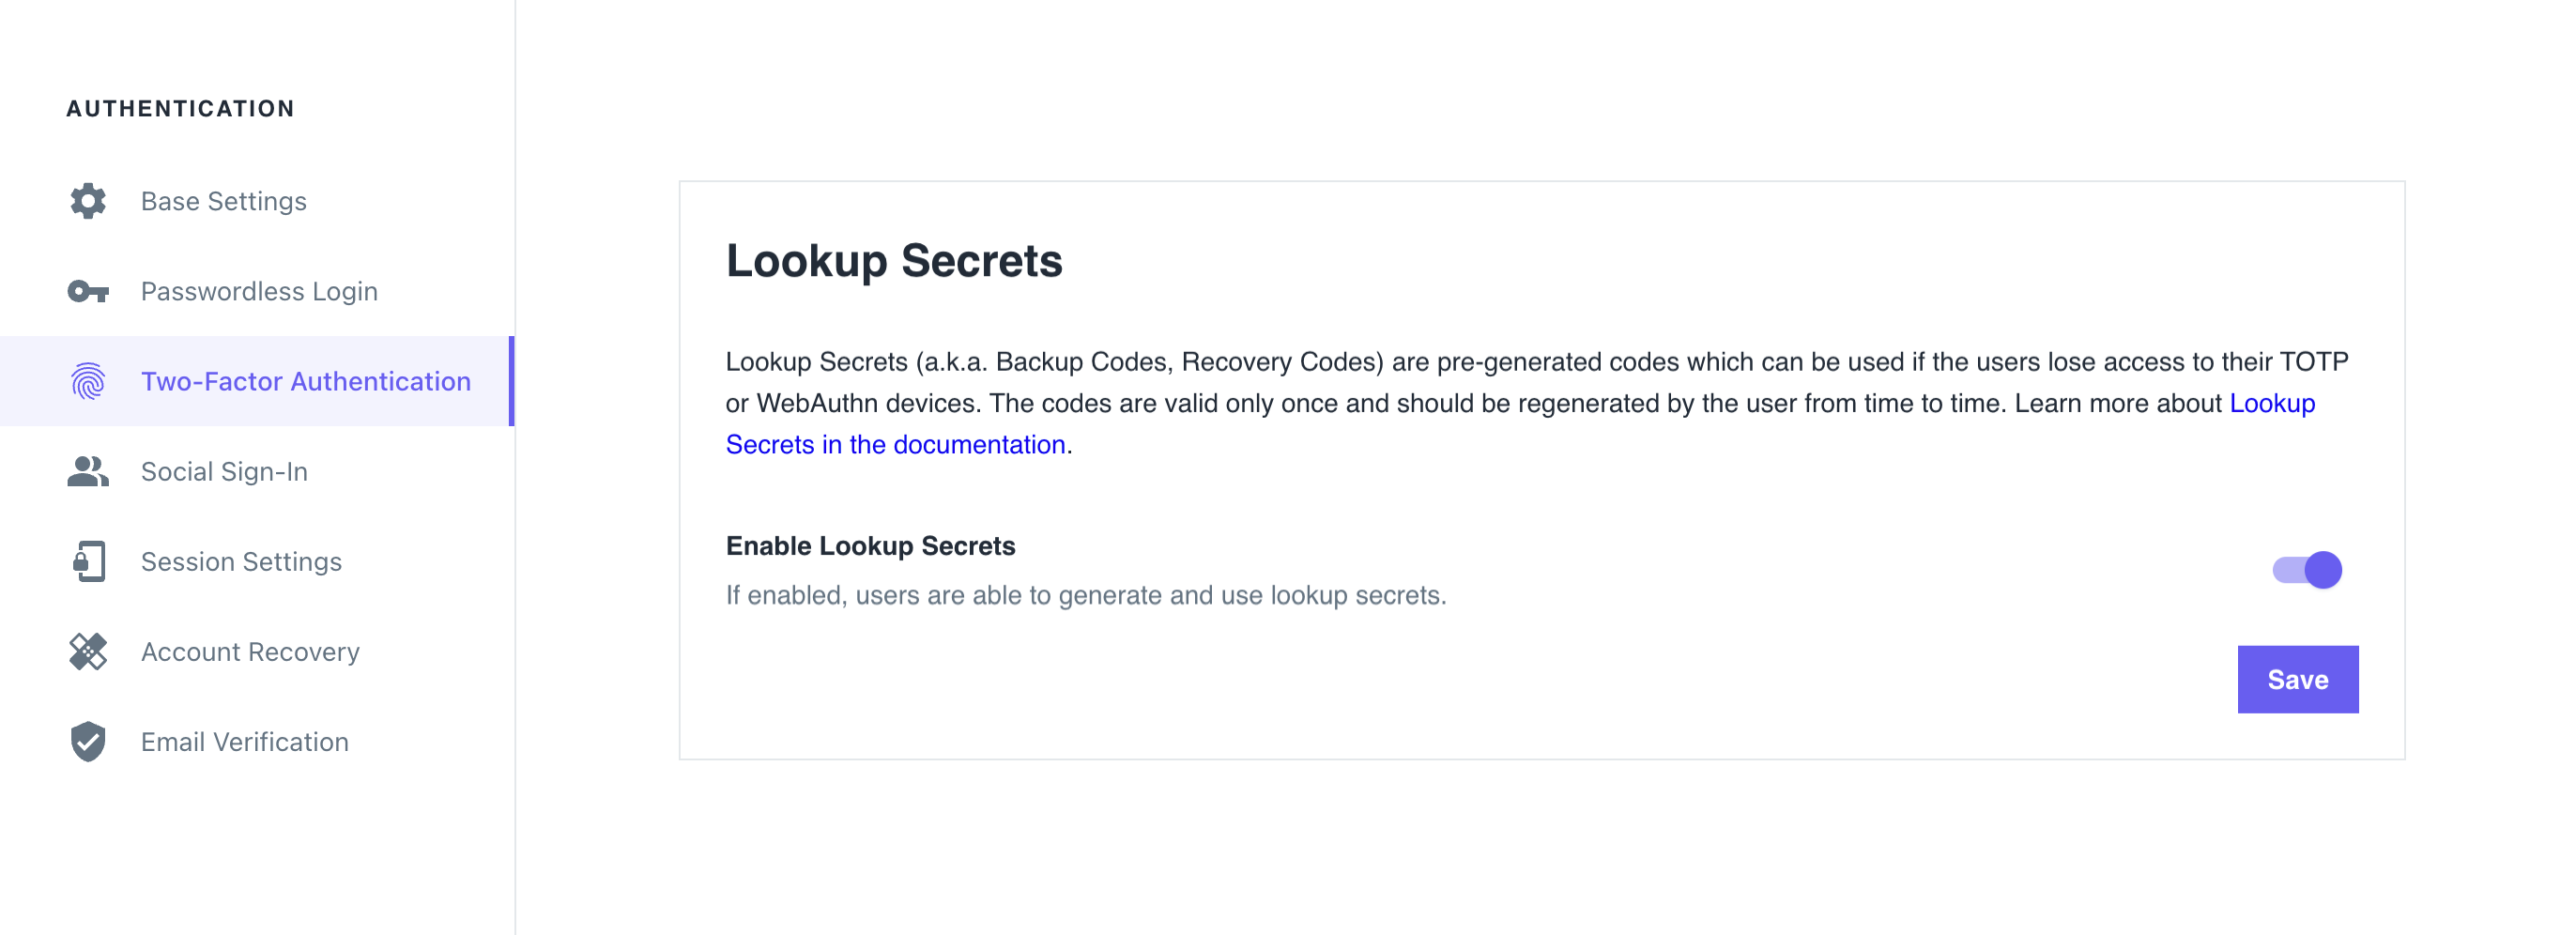 AUTHENTICATION
Base Settings
Passwordless Login
Two-Factor Authentication
Social Sign-In
Session Settings
Account Recovery
Email Verification
Lookup Secrets
Lookup Secrets (a.k.a. Backup Codes, Recovery Codes) are pre-generated codes which can be used if the users lose access to their TOTP
or WebAuthn devices. The codes are valid only once and should be regenerated by the user from time to time. Learn more about Lookup
Secrets in the documentation.
Enable Lookup Secrets
If enabled, users are able to generate and use lookup secrets.
Save